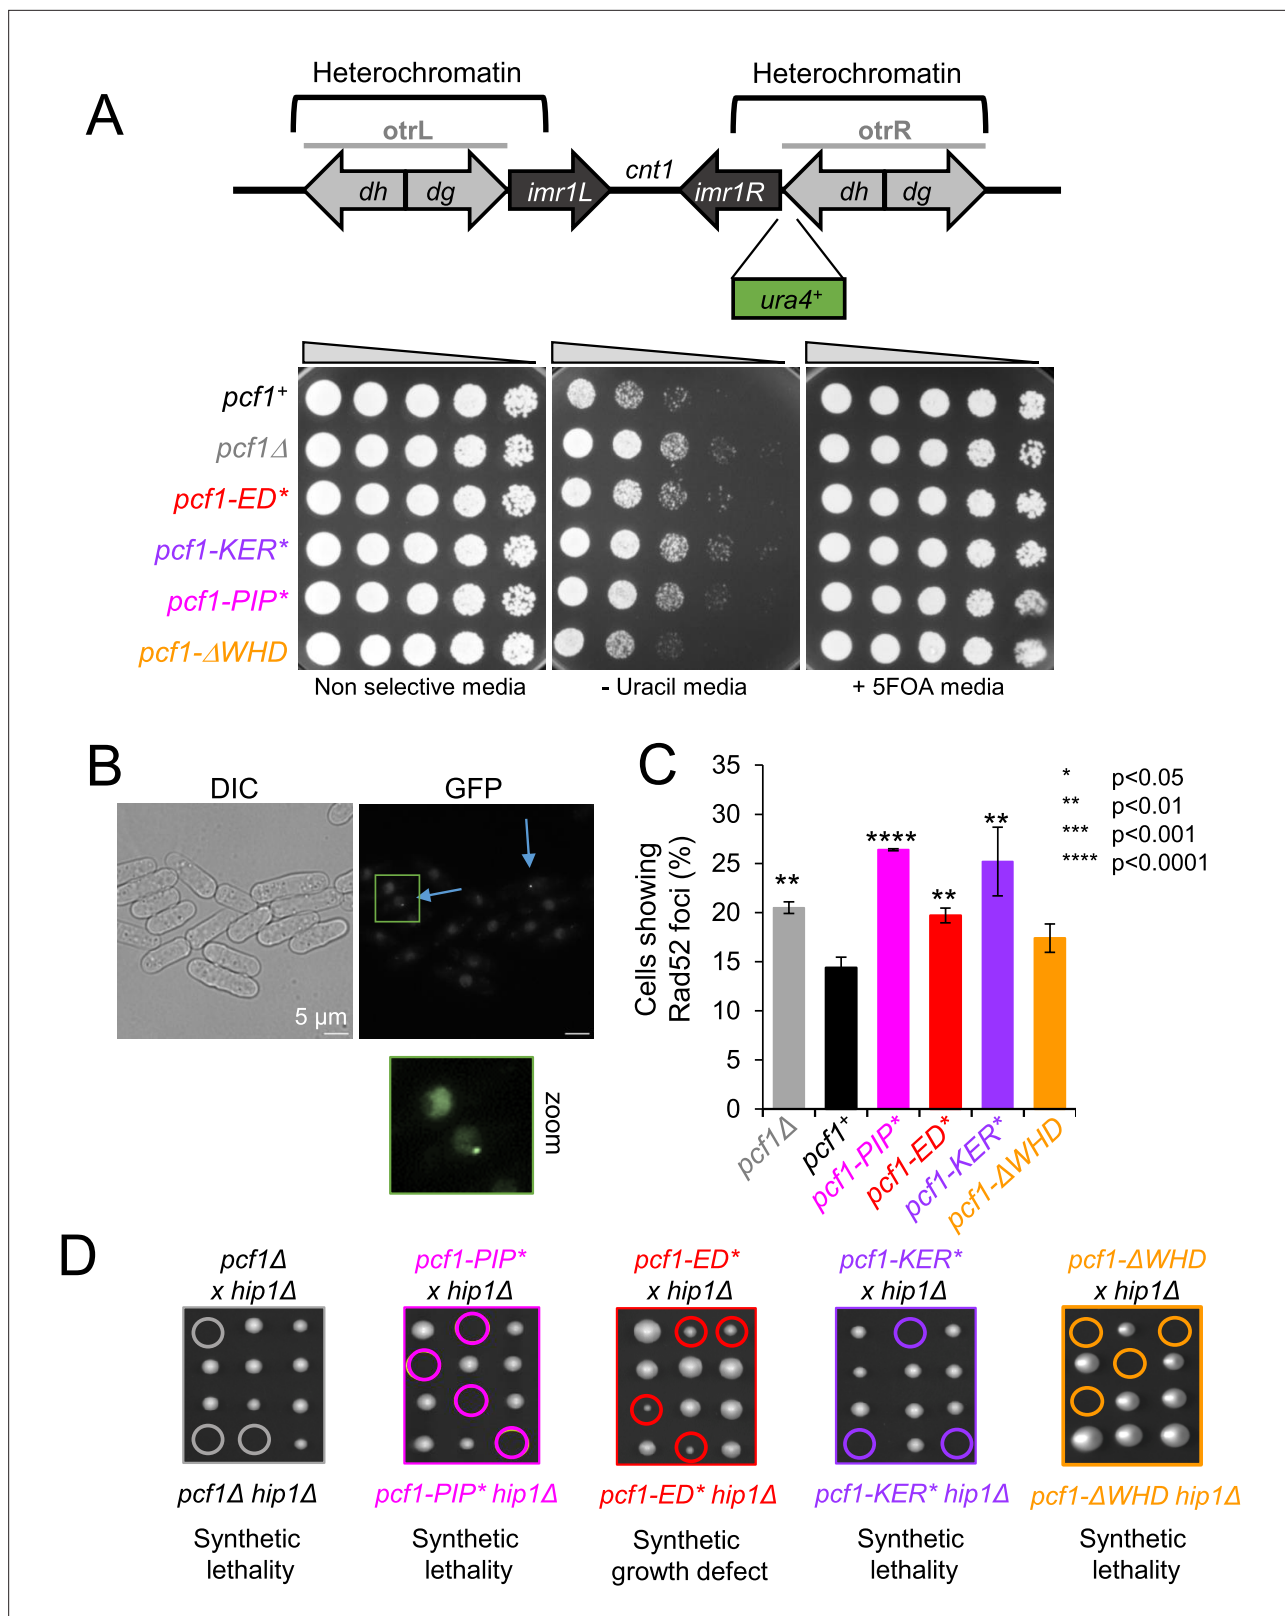 A
Heterochromatin Heterochromatin
otrL otrR
dh dg imr1L cnt1 imr1R dh dg
ura4+
pcf1+
pcf1Δ
pcf1-ED*
pcf1-KER*
pcf1-PIP*
pcf1-ΔWHD
Non selective media - Uracil media + 5FOA media
B
DIC GFP
5 µm
zoom
C
Cells showing
Rad52 foci (%)
35
30
25
20
15
10
5
0
** **** ** **
* p<0.05
** p<0.01
*** p<0.001
**** p<0.0001
pcf1Δ pcf1+ pcf1-PIP* pcf1-ED* pcf1-KER* pcf1-ΔWHD
D
pcf1Δ pcf1-PIP* pcf1-ED* pcf1-KER* pcf1-ΔWHD
x hip1Δ x hip1Δ x hip1Δ x hip1Δ x hip1Δ
pcf1Δ hip1Δ pcf1-PIP* hip1Δ pcf1-ED* hip1Δ pcf1-KER* hip1Δ pcf1-ΔWHD hip1Δ
Synthetic Synthetic Synthetic Synthetic Synthetic
lethality lethality growth defect lethality lethality